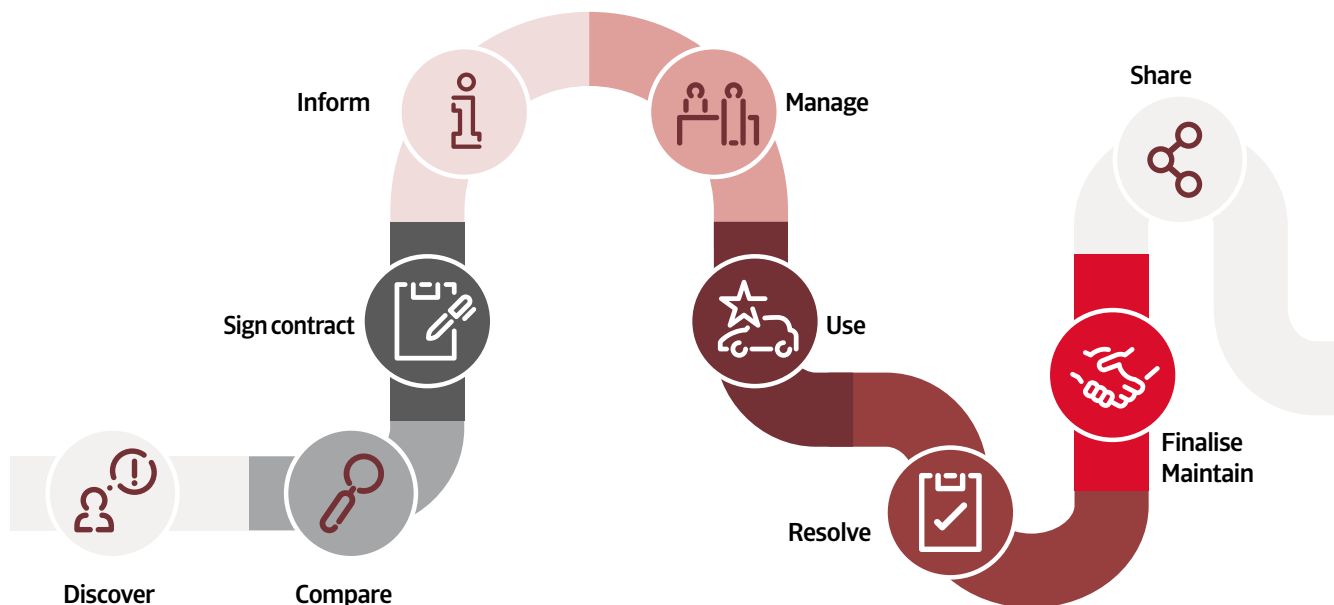 Discover
Compare
Sign contract
Inform
Manage
Use
Resolve
Finalise
Maintain
Share